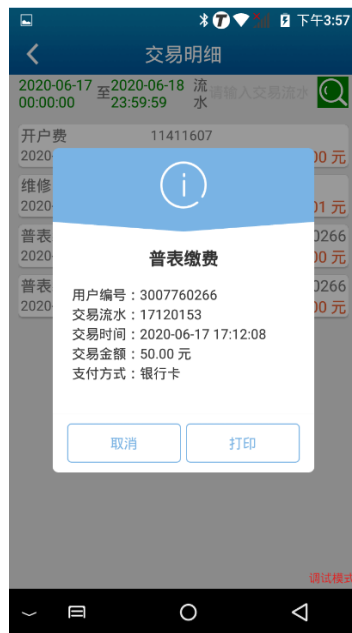 下午3:57
交易明细
2020-06-17 00:00:00 至 2020-06-18 23:59:59 流水 请输入交易流水
开户费 11411607
2020- 00 元
维修
2020- 01 元
普表 0266
2020- 00 元
普表 0266
2020- 00 元
普表缴费
用户编号：3007760266
交易流水：17120153
交易时间：2020-06-17 17:12:08
交易金额：50.00 元
支付方式：银行卡
取消 打印
调试模式